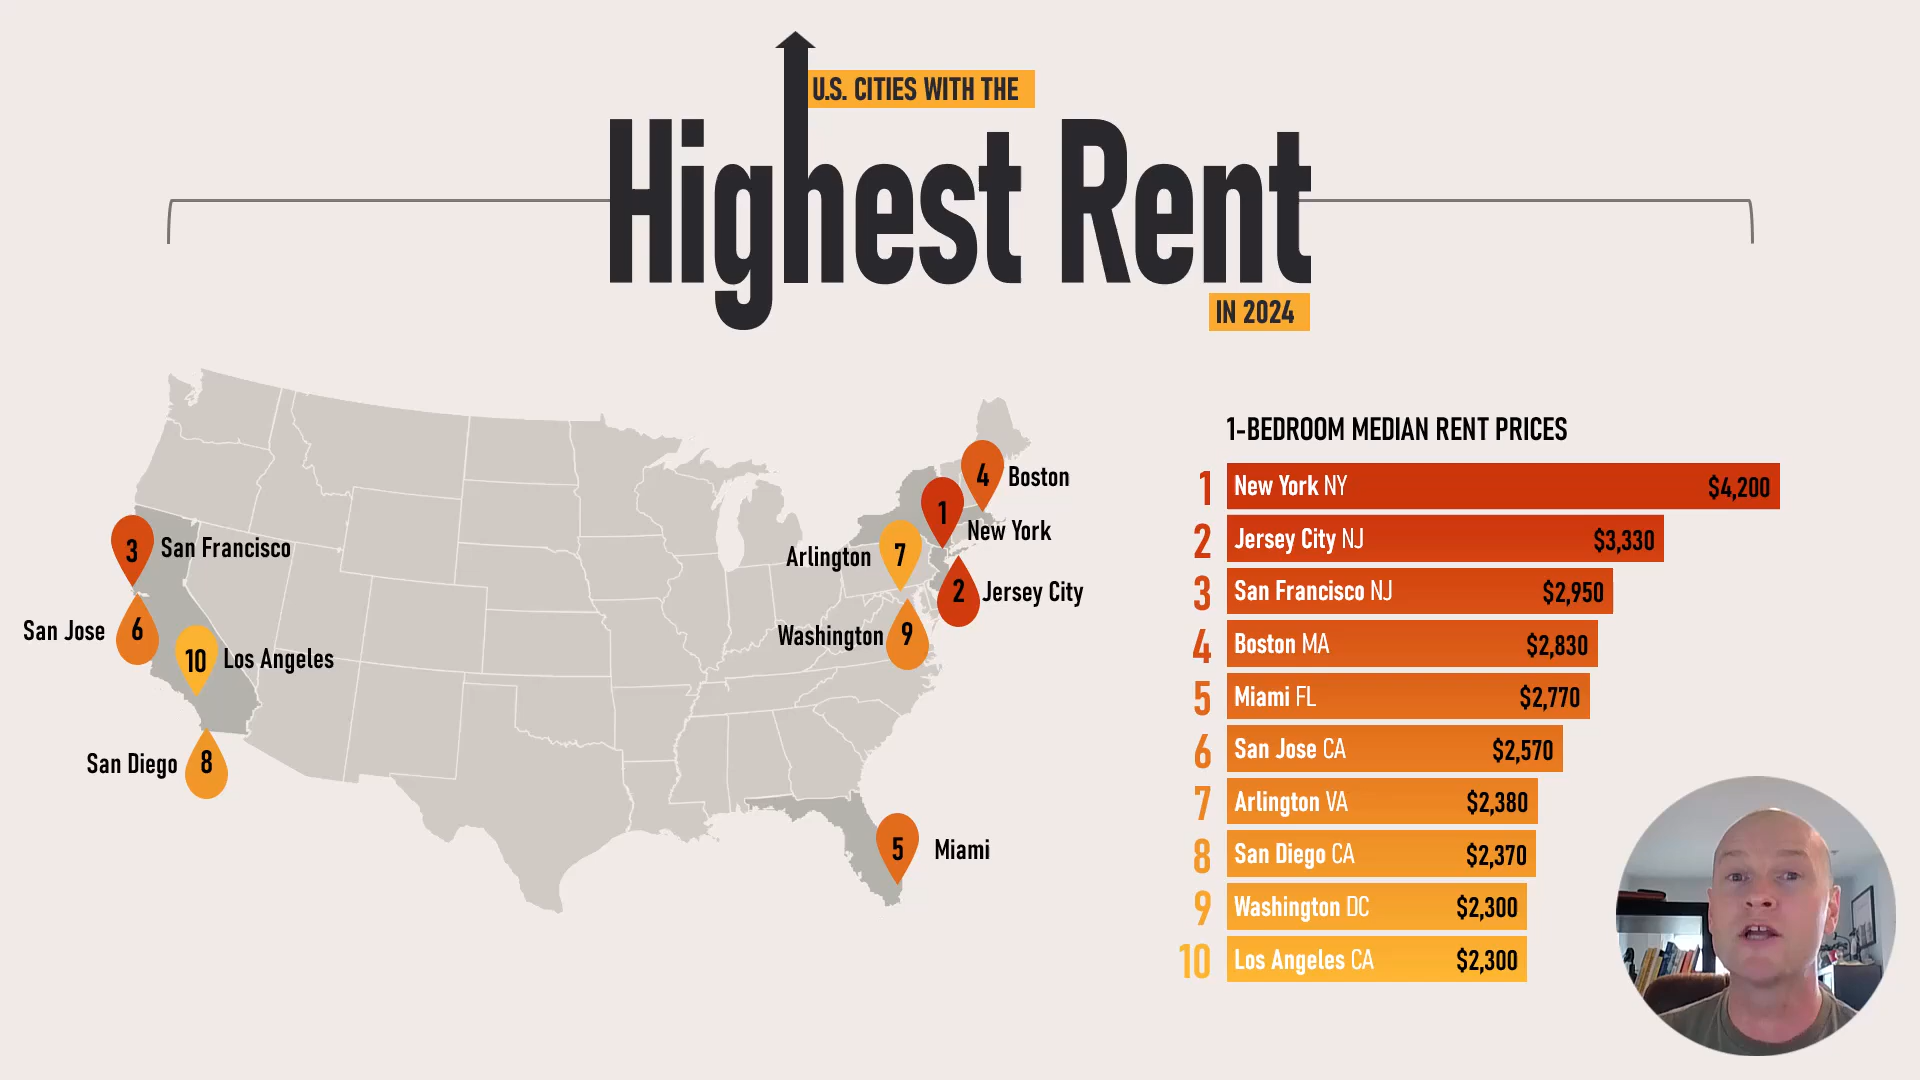 U.S. CITIES WITH THE
Highest Rent
IN 2024
4 Boston
1
New York
3 San Francisco
Arlington 7
2 Jersey City
San Jose 6
Washington 9
10 Los Angeles
San Diego 8
5 Miami
1-BEDROOM MEDIAN RENT PRICES
1 New York NY $4,200
2 Jersey City NJ $3,330
3 San Francisco NJ $2,950
4 Boston MA $2,830
5 Miami FL $2,770
6 San Jose CA $2,570
7 Arlington VA $2,380
8 San Diego CA $2,370
9 Washington DC $2,300
10 Los Angeles CA $2,300